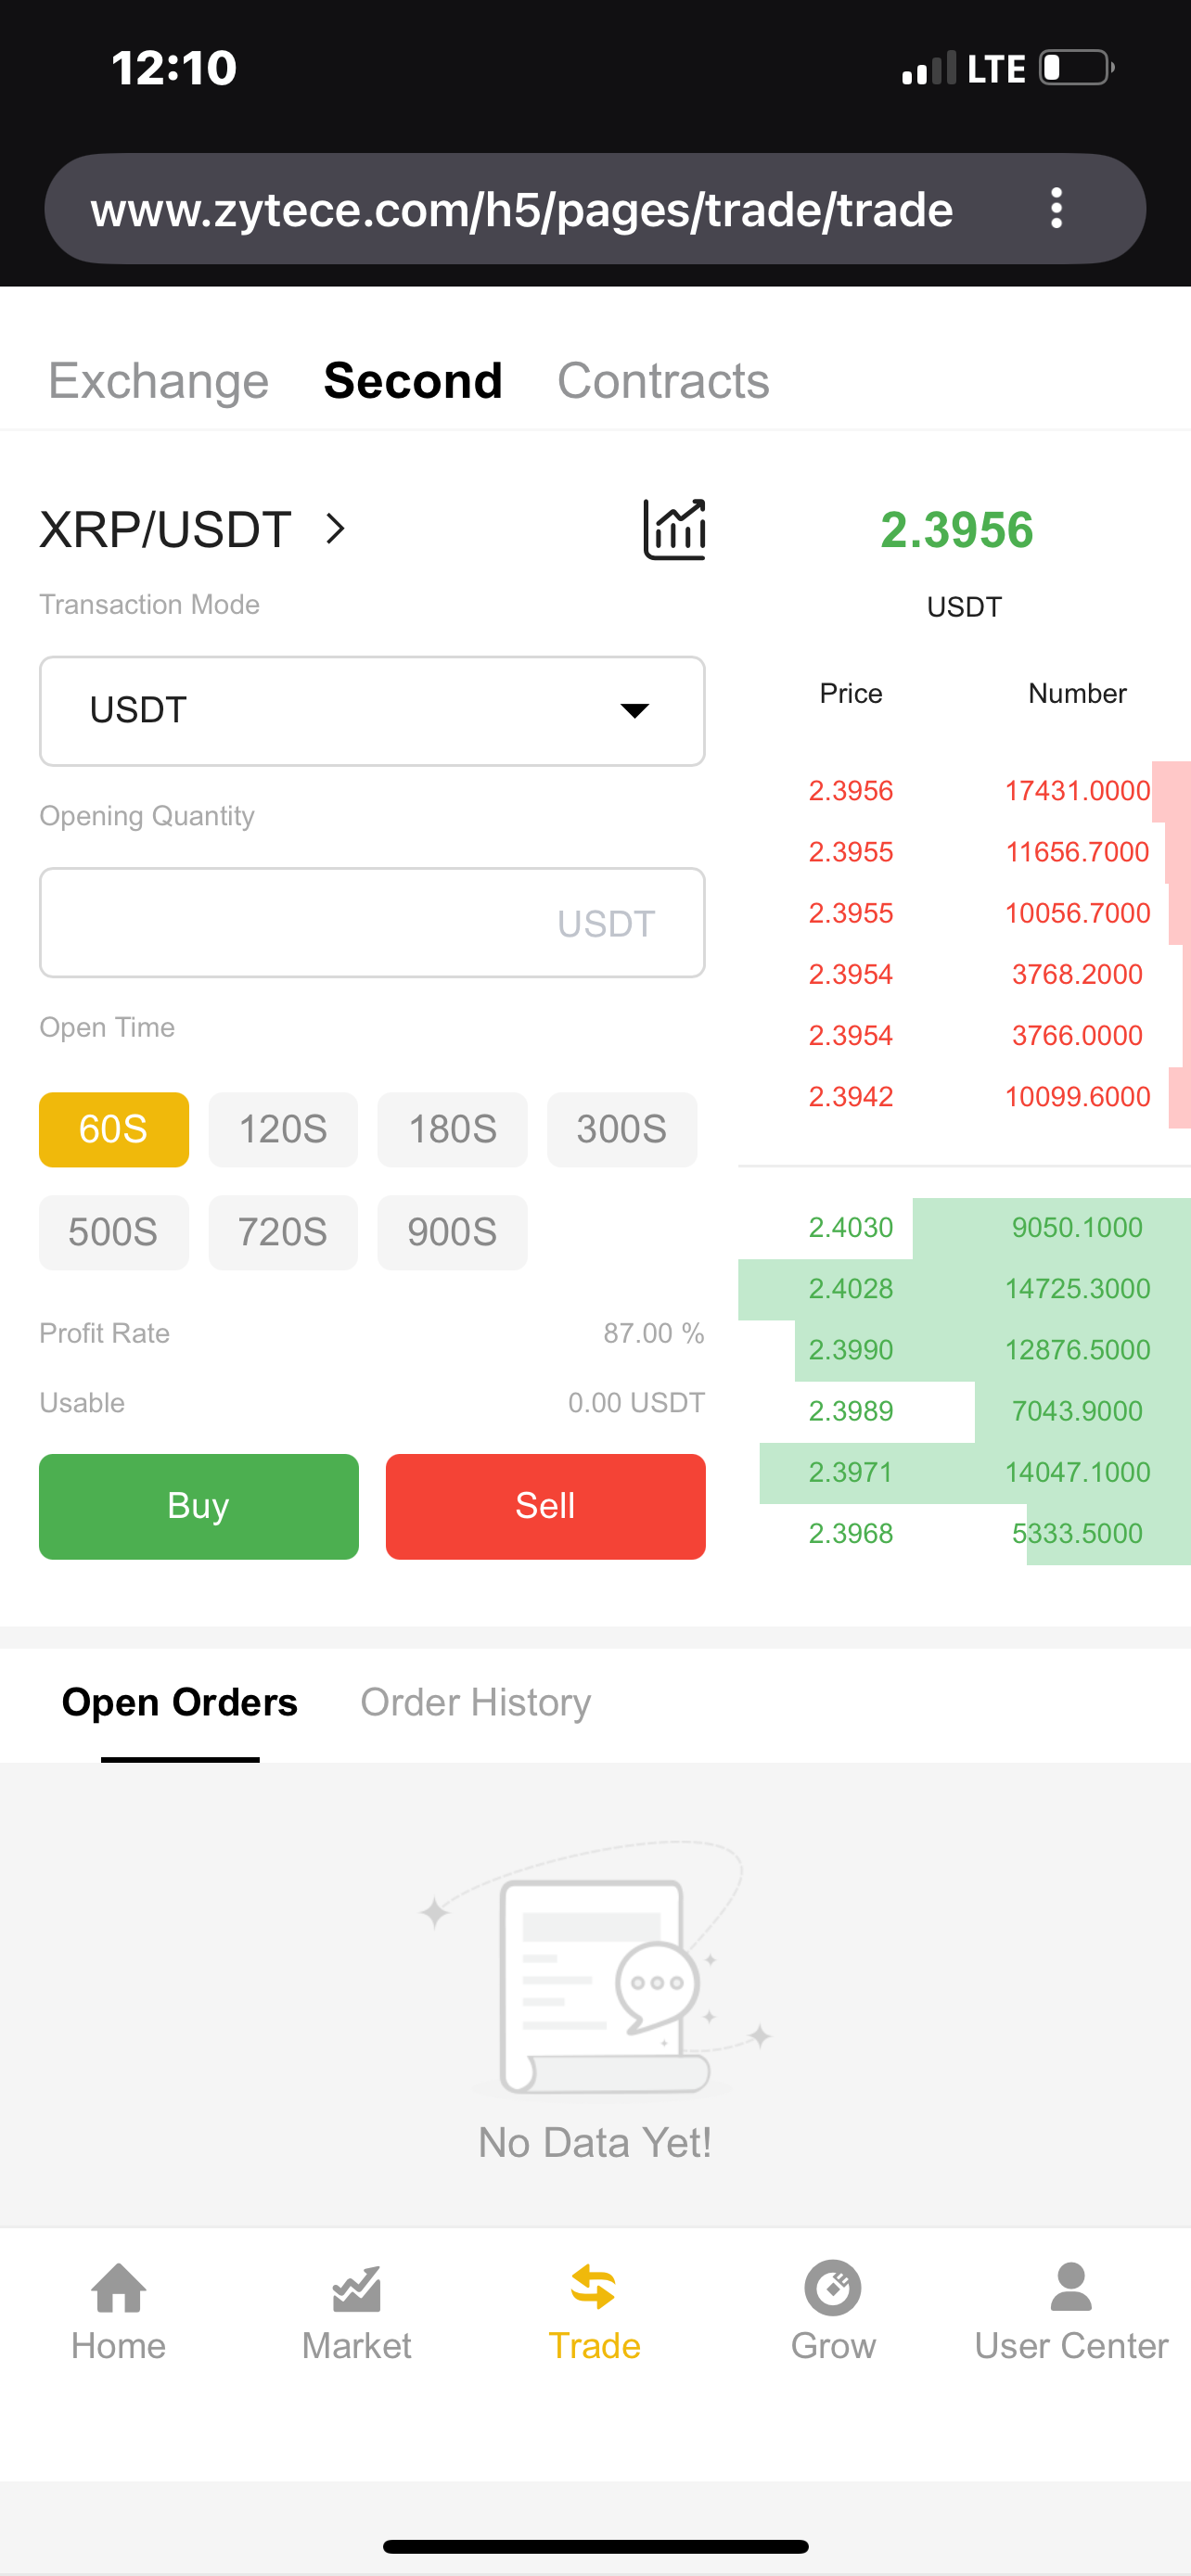 12:10
LTE
www.zytece.com/h5/pages/trade/trade
Exchange Second Contracts
XRP/USDT
2.3956
Transaction Mode
USDT
USDT
Price Number
Opening Quantity
USDT
2.3956 17431.0000
2.3955 11656.7000
2.3955 10056.7000
2.3954 3768.2000
2.3954 3766.0000
2.3942 10099.6000
Open Time
60S 120S 180S 300S
500S 720S 900S
2.4030 9050.1000
2.4028 14725.3000
2.3990 12876.5000
2.3989 7043.9000
2.3971 14047.1000
2.3968 5333.5000
Profit Rate 87.00 %
Usable 0.00 USDT
Buy Sell
Open Orders Order History
No Data Yet!
Home Market Trade Grow User Center